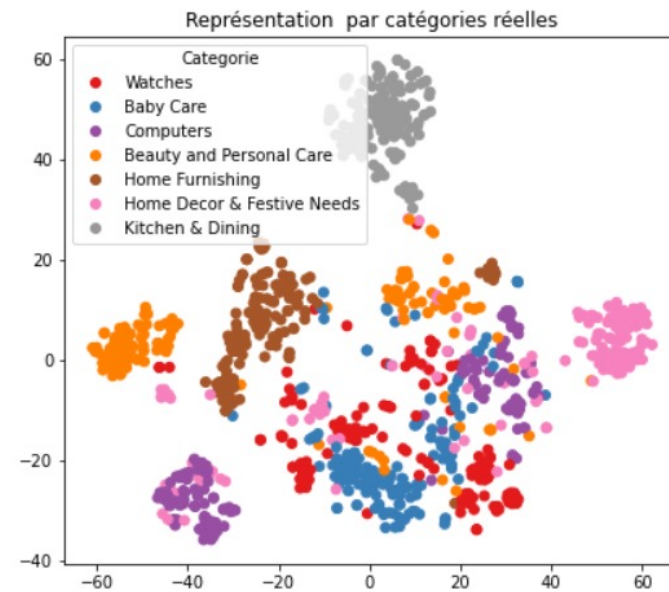 Représentation  par catégories réelles
Categorie
Watches
Baby Care
Computers
Beauty and Personal Care
Home Furnishing
Home Decor & Festive Needs
Kitchen & Dining
60
40
20
0
−20
−40
−60 −40 −20 0 20 40 60